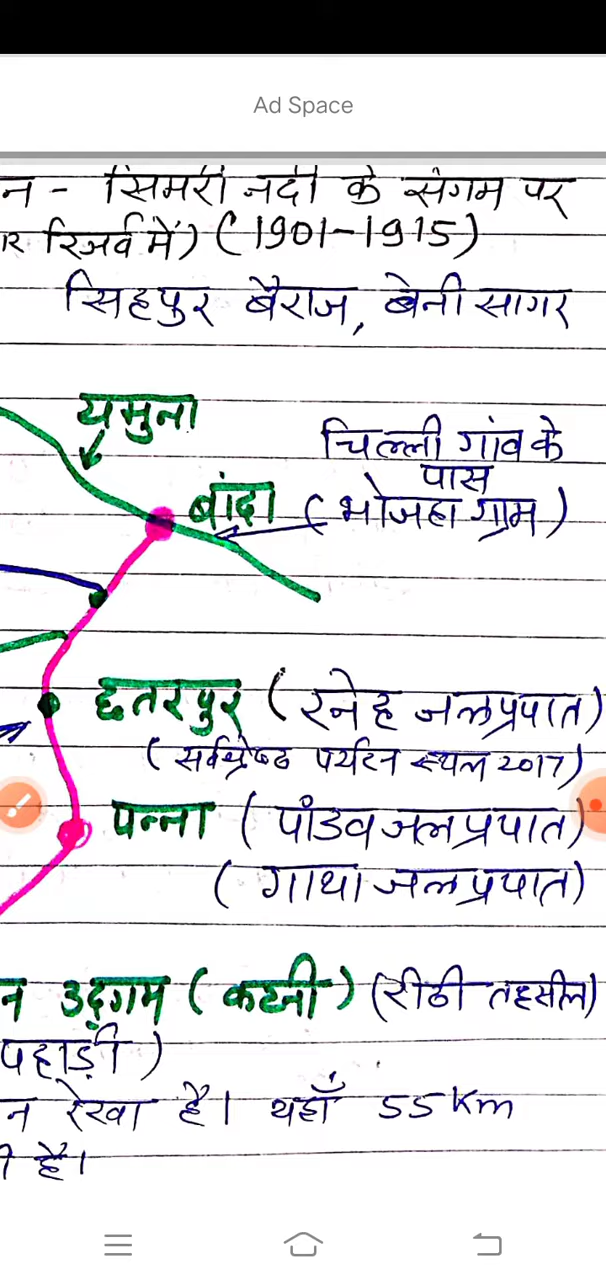 Ad Space
न - सिमरी नदी के संगम पर
R रिजर्व में) (1901-1915)
सिहपुर बैराज, बेनी सागर
यमुना
चिल्ली गांव के
पास
बांदा (भोजहा ग्राम)
छतरपुर (रनेह जलप्रपात)
(सर्वश्रेष्ठ पर्यटन स्थल 2017)
पन्ना (पांडव जलप्रपात)
(गाथा जलप्रपात)
न उद्गम (कटनी) (रीठी तहसील)
पहाड़ी)
न रेखा है। यहाँ 55 Km
ी है।